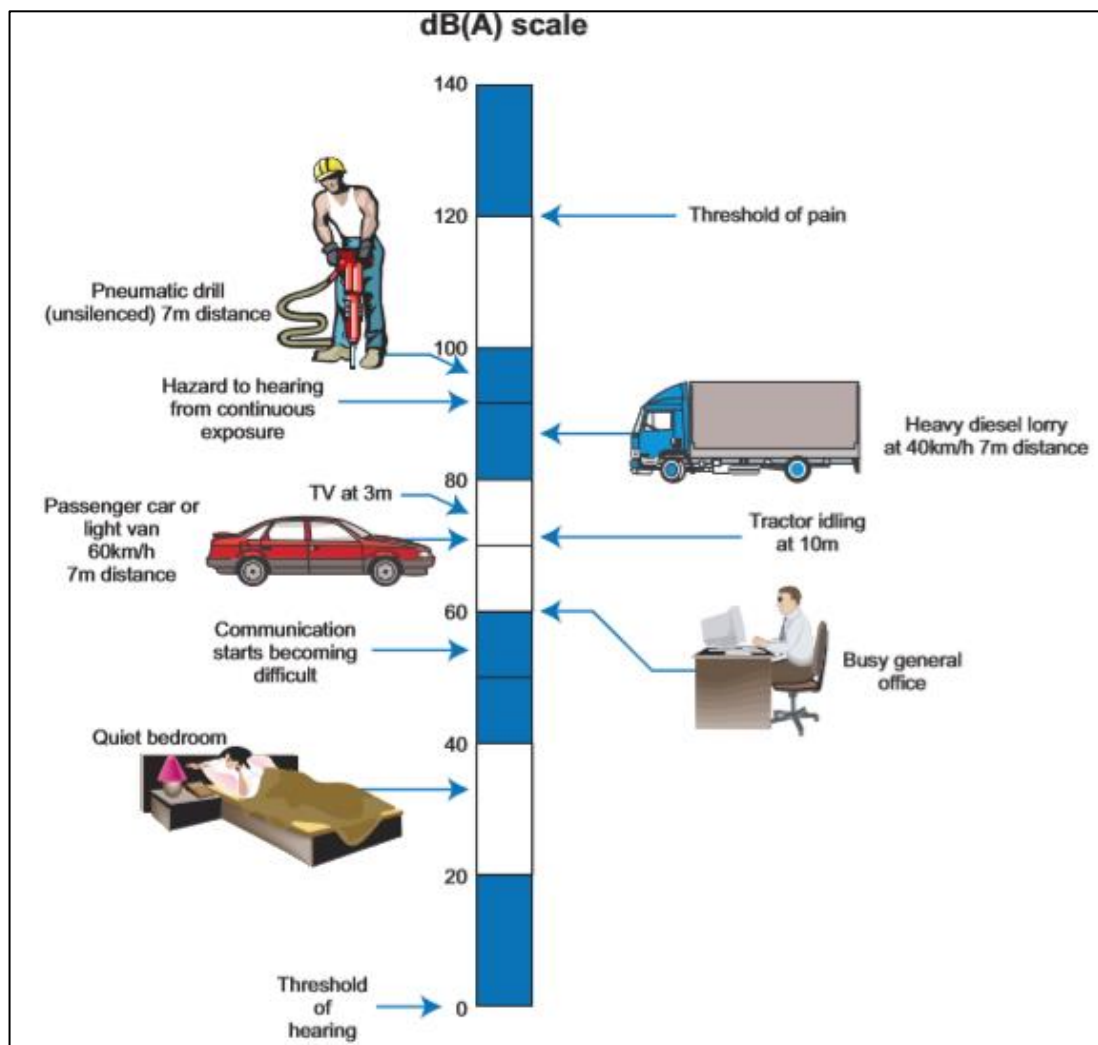 dB(A) scale
140
120
Threshold of pain
Pneumatic drill
(unsilenced) 7m distance
100
Hazard to hearing
from continuous
exposure
Heavy diesel lorry
at 40km/h 7m distance
80
TV at 3m
Passenger car or
light van
60km/h
7m distance
Tractor idling
at 10m
60
Communication
starts becoming
difficult
Busy general
office
40
Quiet bedroom
20
Threshold
of
hearing
0